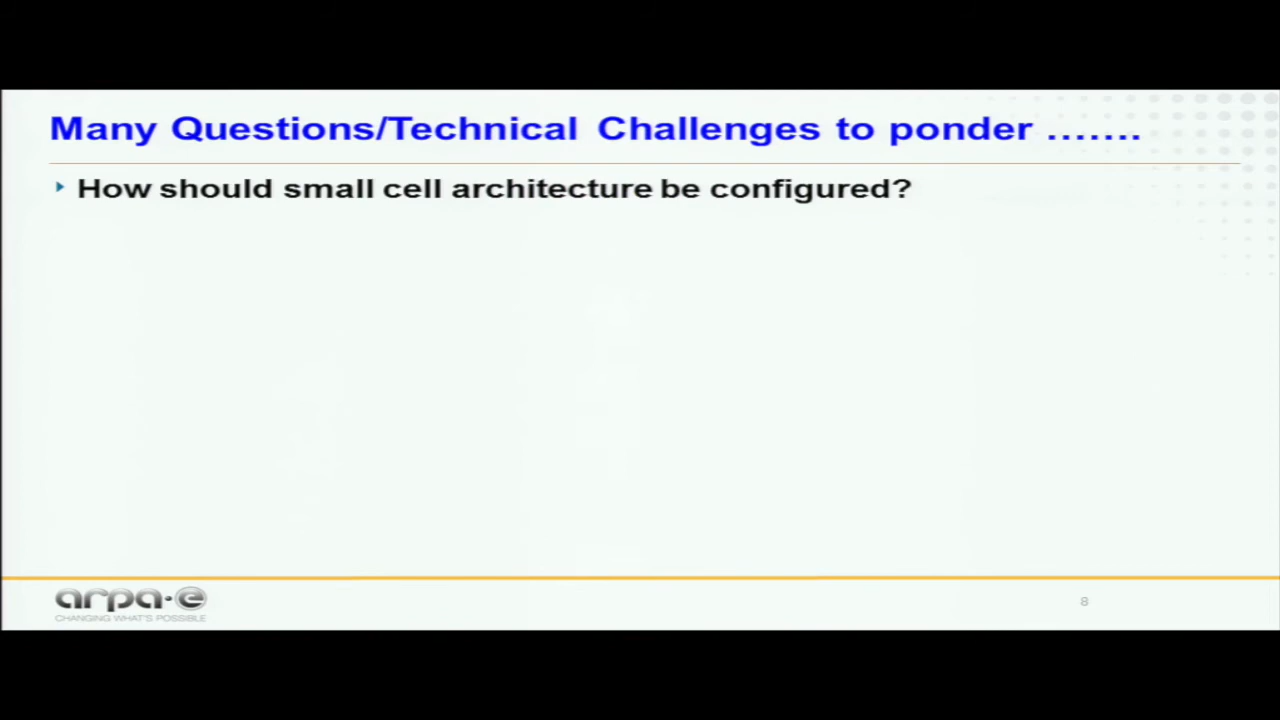 Many Questions/Technical Challenges to ponder …….
How should small cell architecture be configured?
arpa·e
CHANGING WHAT'S POSSIBLE
8